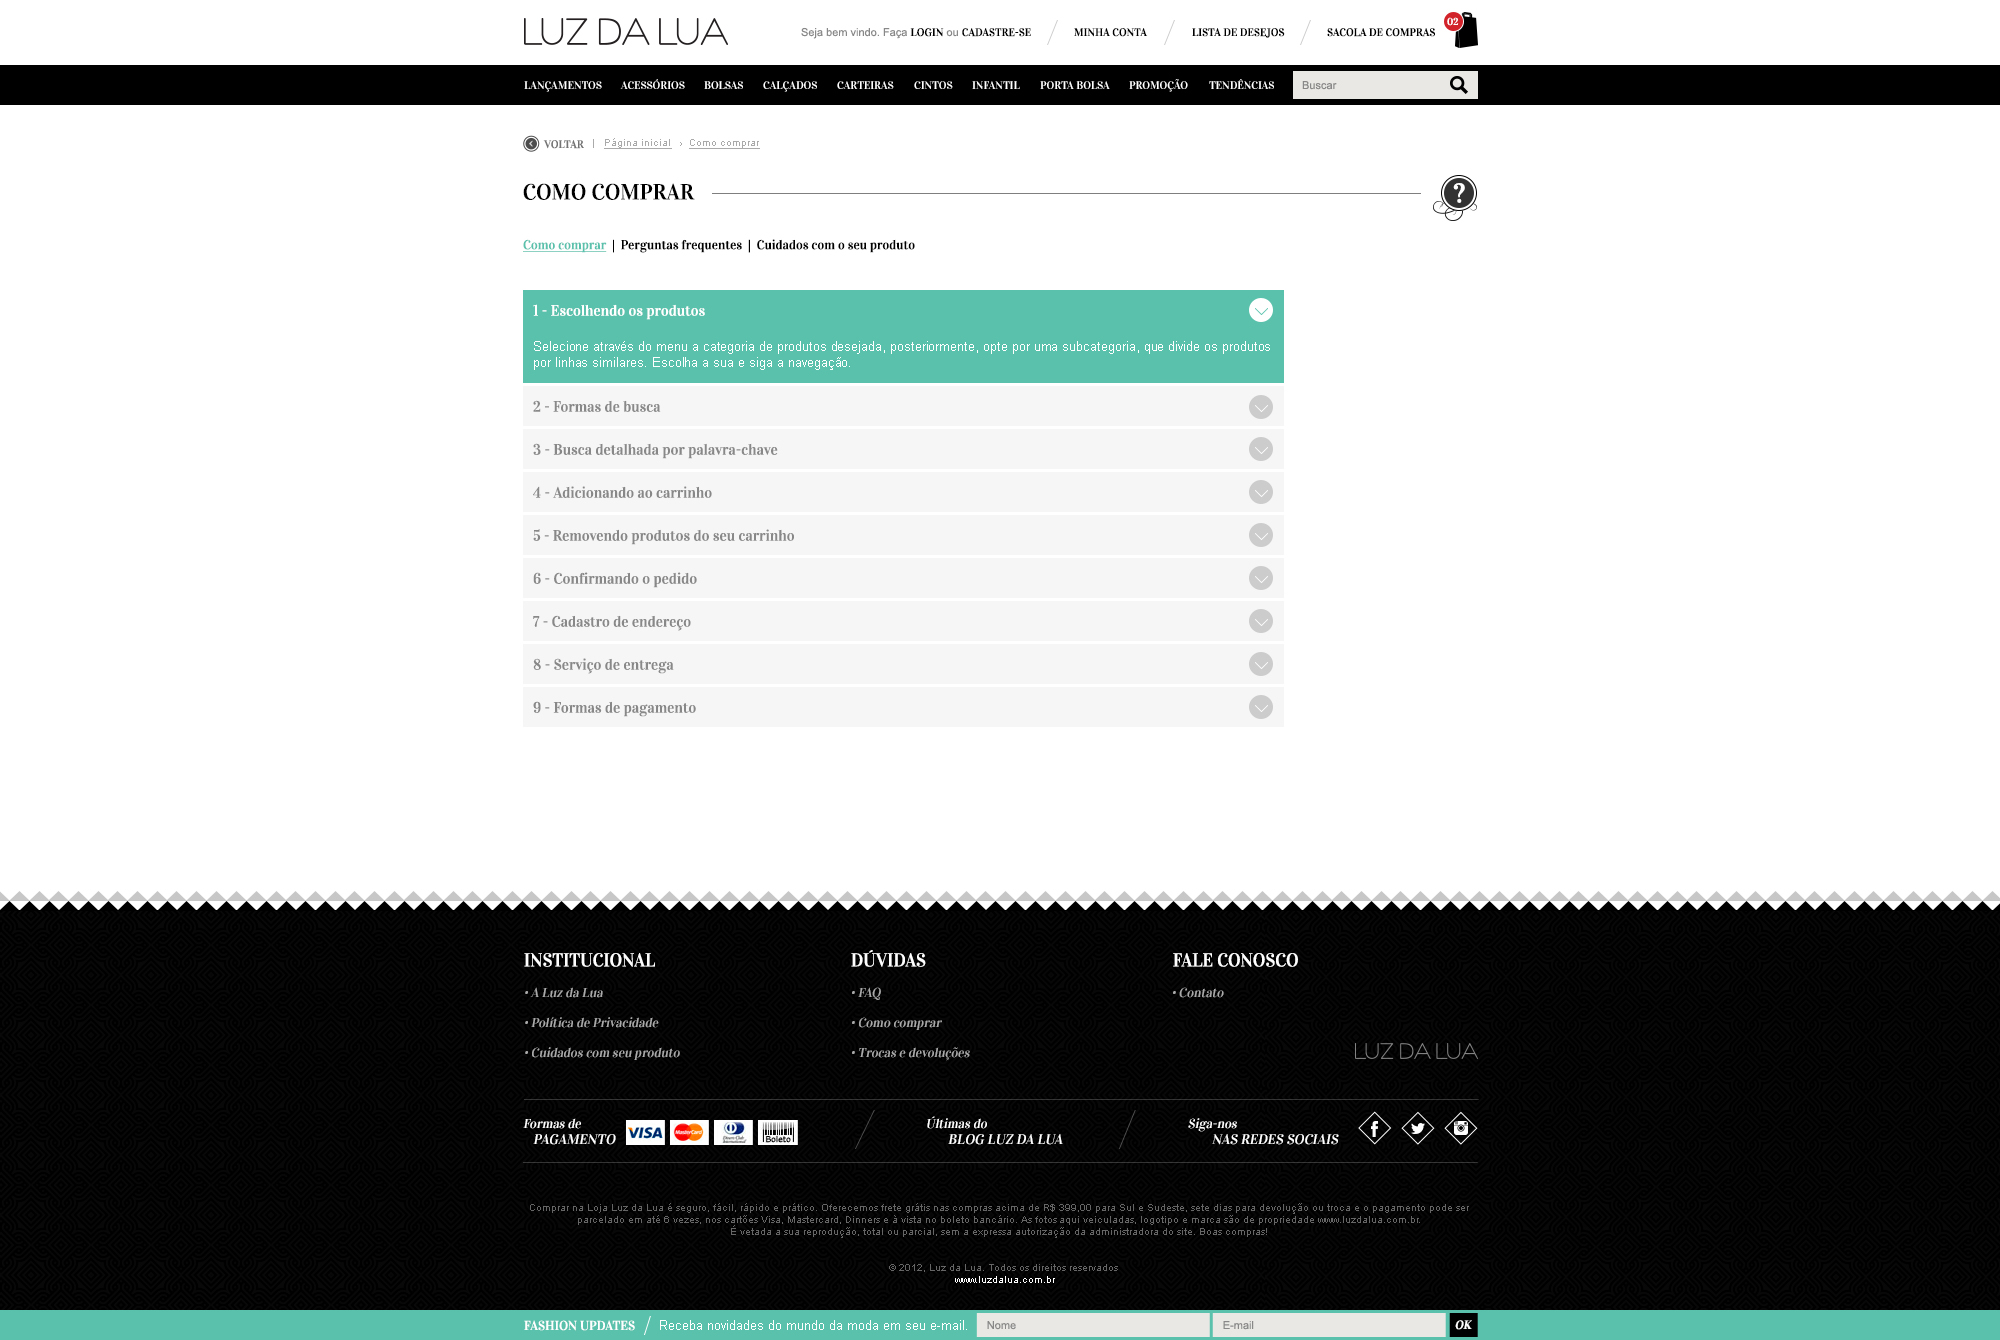 LUZ DA LUA
Seja bem vindo. Faça LOGIN ou CADASTRE-SE
MINHA CONTA
LISTA DE DESEJOS
SACOLA DE COMPRAS
02
LANÇAMENTOS ACESSÓRIOS BOLSAS CALÇADOS CARTEIRAS CINTOS INFANTIL PORTA BOLSA PROMOÇÃO TENDÊNCIAS
Buscar
VOLTAR | Página inicial › Como comprar
COMO COMPRAR
?
Como comprar | Perguntas frequentes | Cuidados com o seu produto
1 - Escolhendo os produtos
Selecione através do menu a categoria de produtos desejada, posteriormente, opte por uma subcategoria, que divide os produtos
por linhas similares. Escolha a sua e siga a navegação.
2 - Formas de busca
3 - Busca detalhada por palavra-chave
4 - Adicionando ao carrinho
5 - Removendo produtos do seu carrinho
6 - Confirmando o pedido
7 - Cadastro de endereço
8 - Serviço de entrega
9 - Formas de pagamento
INSTITUCIONAL
• A Luz da Lua
• Política de Privacidade
• Cuidados com seu produto
DÚVIDAS
• FAQ
• Como comprar
• Trocas e devoluções
FALE CONOSCO
• Contato
LUZ DA LUA
Formas de
PAGAMENTO
VISA
MasterCard
Diners Club
International
Boleto
Últimas do
BLOG LUZ DA LUA
Siga-nos
NAS REDES SOCIAIS
Comprar na Loja Luz da Lua é seguro, fácil, rápido e prático. Oferecemos frete grátis nas compras acima de R$ 399,00 para Sul e Sudeste, sete dias para devolução ou troca e o pagamento pode ser
parcelado em até 6 vezes, nos cartões Visa, Mastercard, Dinners e à vista no boleto bancário. As fotos aqui veiculadas, logotipo e marca são de propriedade www.luzdalua.com.br.
É vetada a sua reprodução, total ou parcial, sem a expressa autorização da administradora do site. Boas compras!
© 2012, Luz da Lua. Todos os direitos reservados
www.luzdalua.com.br
FASHION UPDATES / Receba novidades do mundo da moda em seu e-mail.
Nome
E-mail
OK